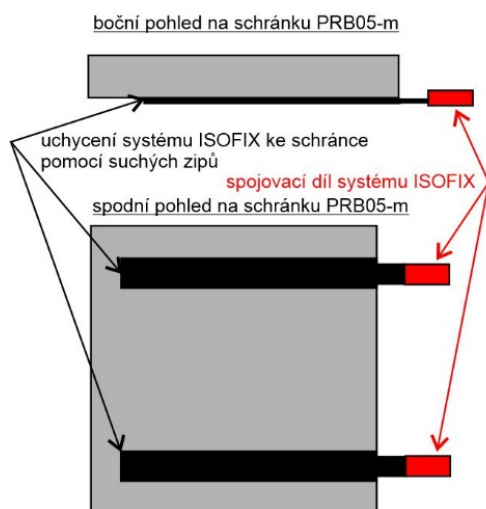 boční pohled na schránku PRB05-m
uchycení systému ISOFIX ke schránce
pomocí suchých zipů
spojovací díl systému ISOFIX
spodní pohled na schránku PRB05-m